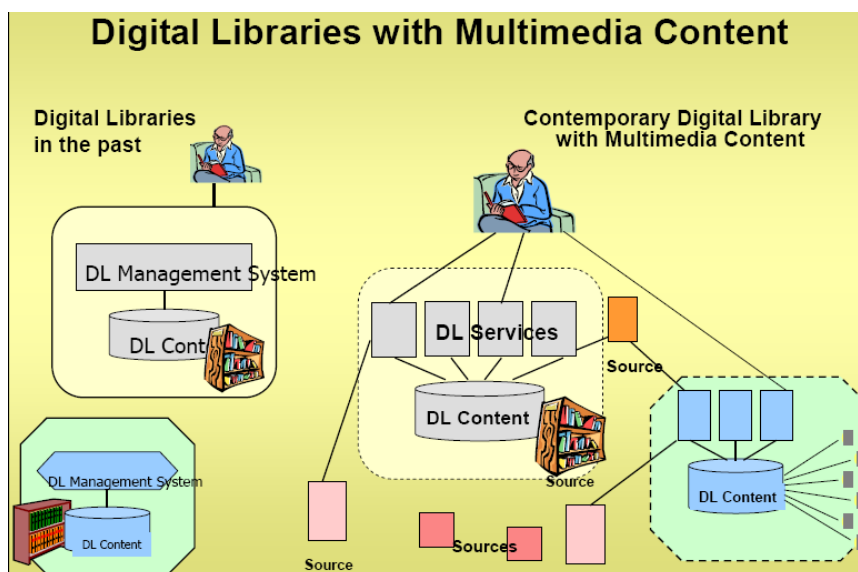 Digital Libraries with Multimedia Content
Digital Libraries
in the past
Contemporary Digital Library
with Multimedia Content
DL Management System
DL Cont
DL Services
DL Content
Source
Source
DL Management System
DL Content
DL Content
Source
Sources